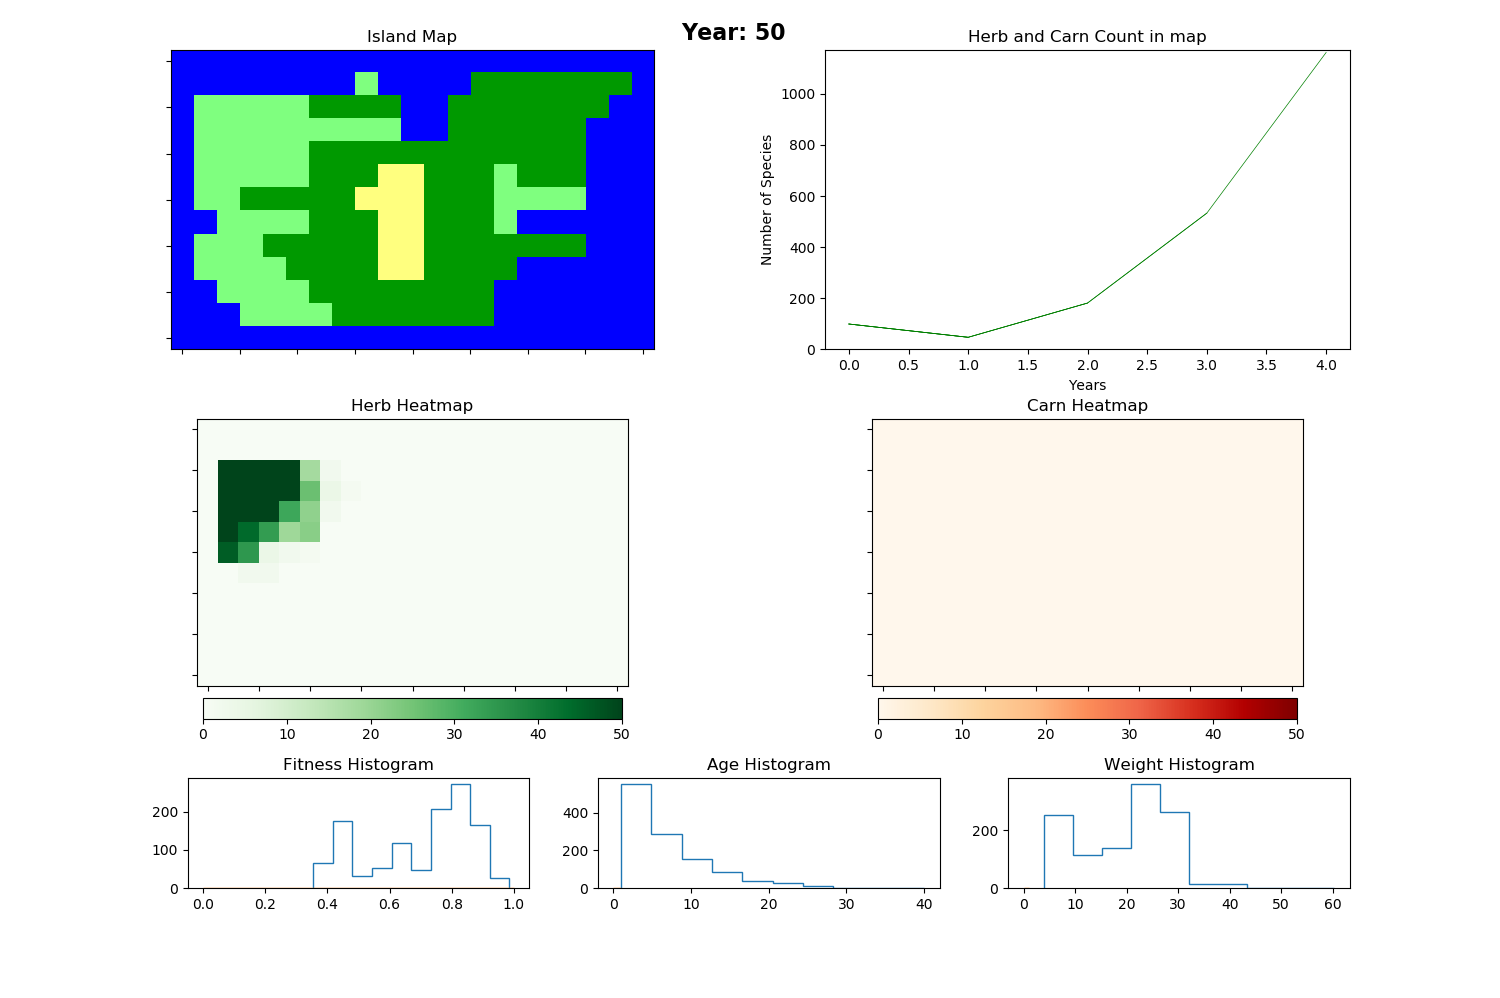 Year: 50
Island Map
Herb and Carn Count in map
Number of Species
1000
800
600
400
200
0
0.0 0.5 1.0 1.5 2.0 2.5 3.0 3.5 4.0
Years
Herb Heatmap
Carn Heatmap
0 10 20 30 40 50
0 10 20 30 40 50
Fitness Histogram
200
100
0
0.0 0.2 0.4 0.6 0.8 1.0
Age Histogram
400
200
0
0 10 20 30 40
Weight Histogram
200
0
0 10 20 30 40 50 60